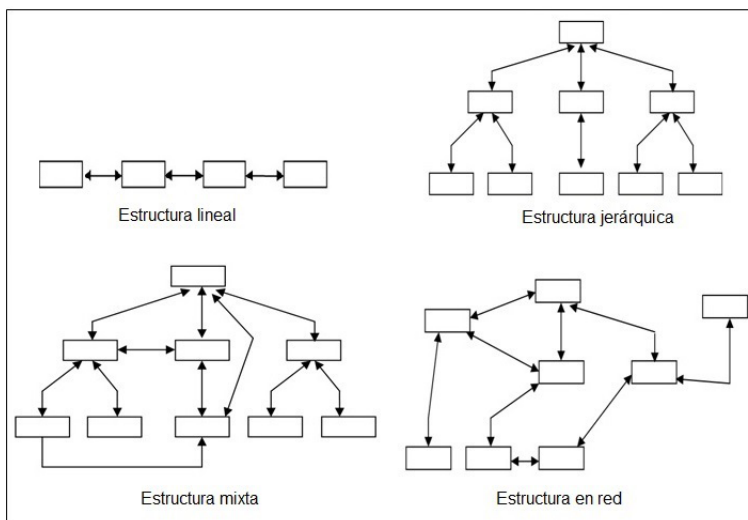 Estructura lineal
Estructura jerárquica
Estructura mixta
Estructura en red